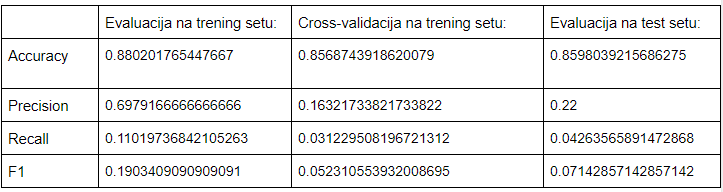 Evaluacija na trening setu: Cross-validacija na trening setu: Evaluacija na test setu:
Accuracy 0.880201765447667 0.8568743918620079 0.8598039215686275
Precision 0.6979166666666666 0.16321733821733822 0.22
Recall 0.11019736842105263 0.031229508196721312 0.04263565891472868
F1 0.1903409090909091 0.052310553932008695 0.07142857142857142